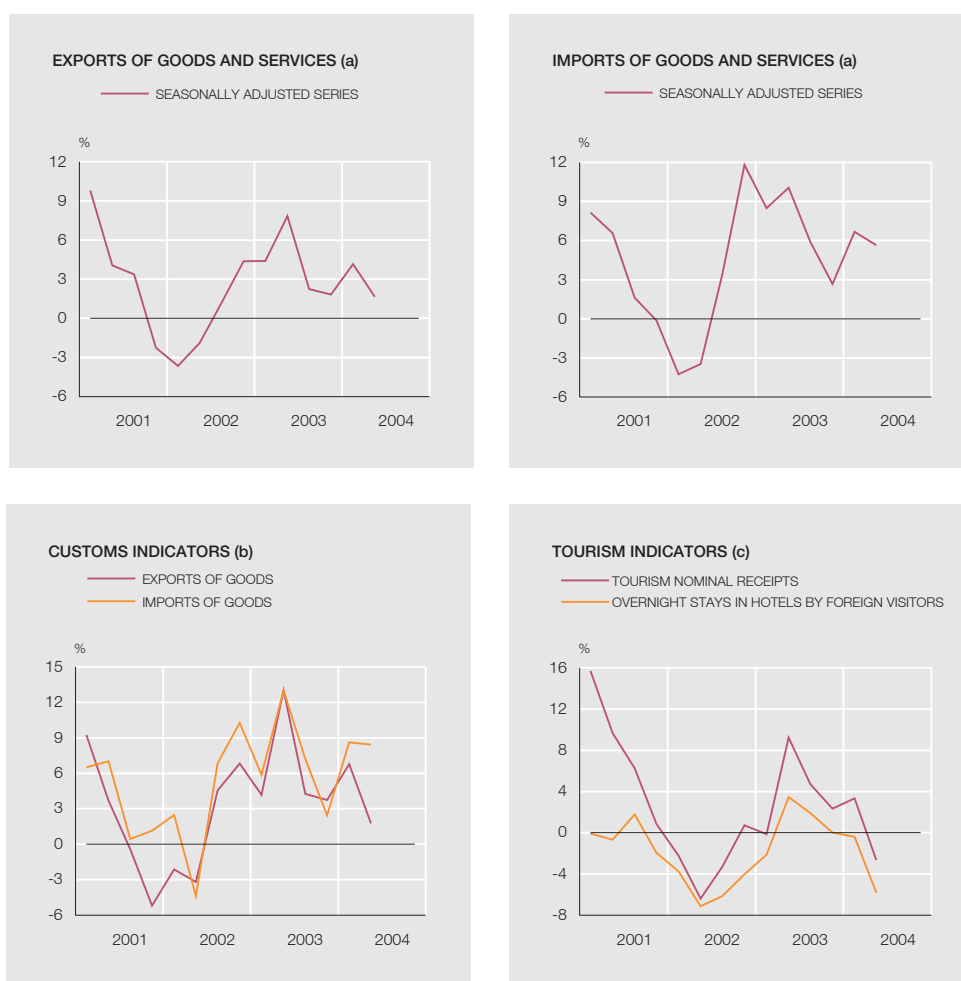 EXPORTS OF GOODS AND SERVICES (a)
SEASONALLY ADJUSTED SERIES
%
12
9
6
3
0
-3
-6
2001 2002 2003 2004
IMPORTS OF GOODS AND SERVICES (a)
SEASONALLY ADJUSTED SERIES
%
12
9
6
3
0
-3
-6
2001 2002 2003 2004
CUSTOMS INDICATORS (b)
EXPORTS OF GOODS
IMPORTS OF GOODS
%
15
12
9
6
3
0
-3
-6
2001 2002 2003 2004
TOURISM INDICATORS (c)
TOURISM NOMINAL RECEIPTS
OVERNIGHT STAYS IN HOTELS BY FOREIGN VISITORS
%
16
12
8
4
0
-4
-8
2001 2002 2003 2004